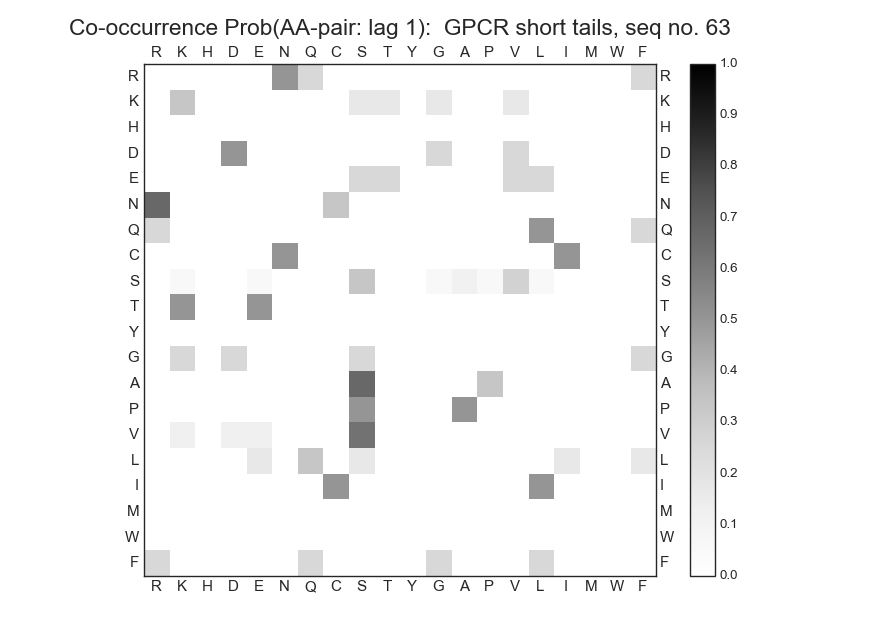 Co-occurrence Prob(AA-pair: lag 1):  GPCR short tails, seq no. 63
R K H D E N Q C S T Y G A P V L I M W F
R R 1.0
K K 0.9
H H
D D 0.8
E E
N N 0.7
Q Q
C C 0.6
S S
T T 0.5
Y Y
G G 0.4
A A
P P 0.3
V V
L L 0.2
I I
M M 0.1
W W
F F 0.0
R K H D E N Q C S T Y G A P V L I M W F